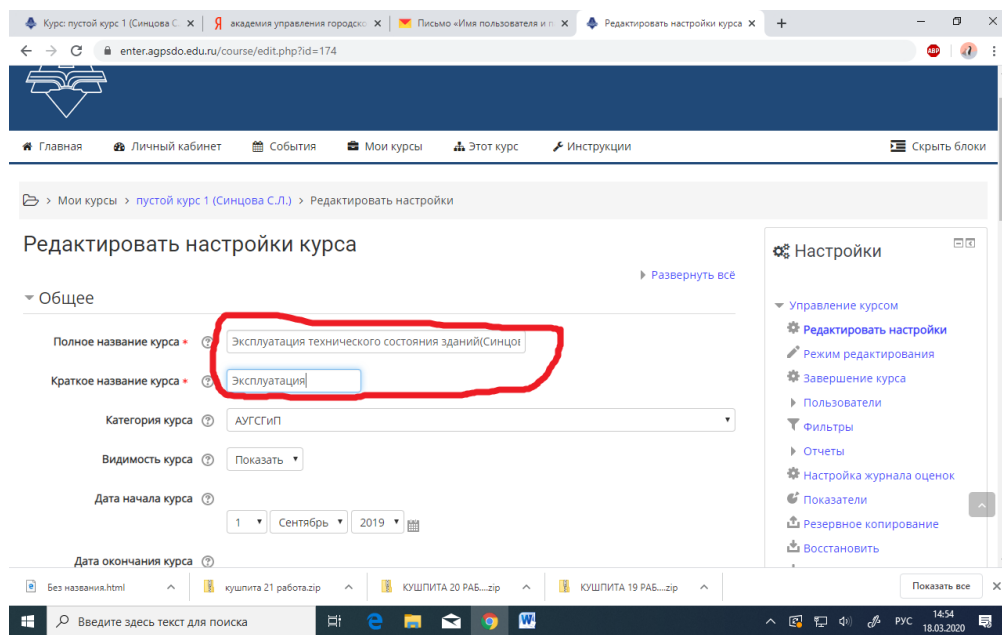 Курс: пустой курс 1 (Синцова С.
академия управления городско
Письмо «Имя пользователя и п
Редактировать настройки курса
enter.agpsdo.edu.ru/course/edit.php?id=174
ABP
Главная Личный кабинет События Мои курсы Этот курс Инструкции Скрыть блоки
> Мои курсы > пустой курс 1 (Синцова С.Л.) > Редактировать настройки
Редактировать настройки курса
Развернуть всё
Общее
Полное название курса * Эксплуатация технического состояния зданий(Синцов
Краткое название курса * Эксплуатация
Категория курса АУГСГиП
Видимость курса Показать
Дата начала курса
1 Сентябрь 2019
Дата окончания курса
Настройки
Управление курсом
Редактировать настройки
Режим редактирования
Завершение курса
Пользователи
Фильтры
Отчеты
Настройка журнала оценок
Показатели
Резервное копирование
Восстановить
Без названия.html
кушпита 21 работа.zip
КУШПИТА 20 РАБ....zip
КУШПИТА 19 РАБ....zip
Показать все
Введите здесь текст для поиска
РУС
14:54
18.03.2020